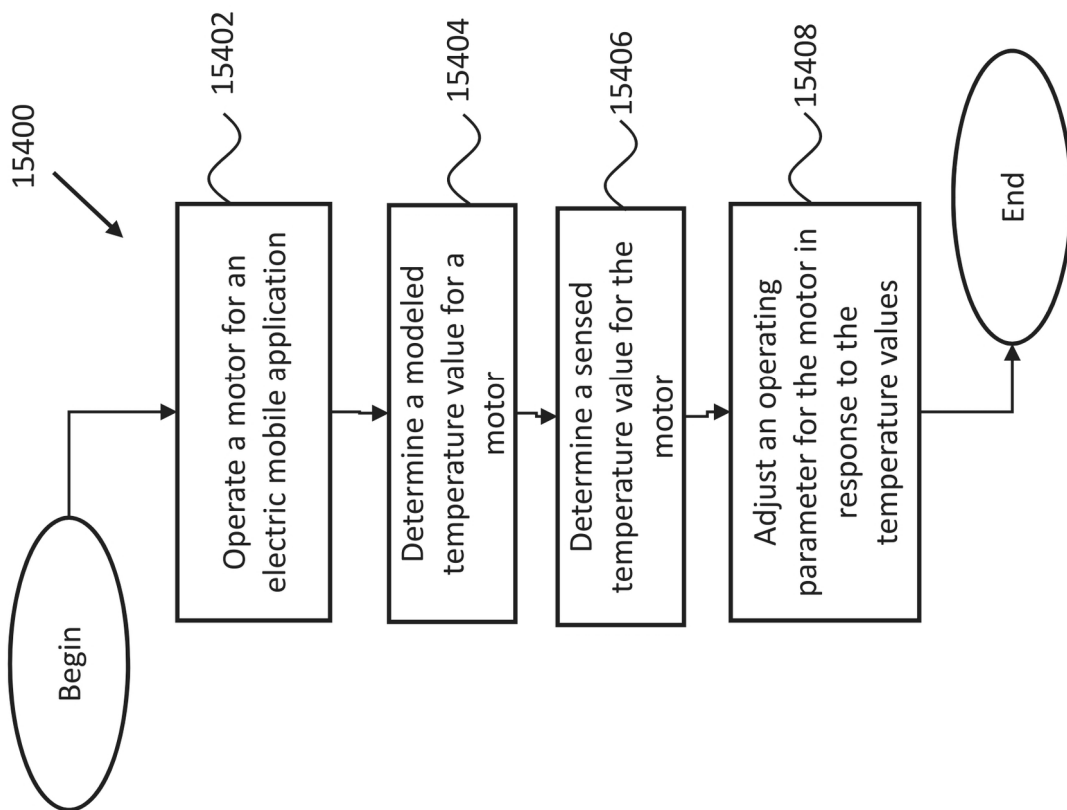 15400
Begin
Operate a motor for an
electric mobile application
15402
Determine a modeled
temperature value for a
motor
15404
Determine a sensed
temperature value for the
motor
15406
Adjust an operating
parameter for the motor in
response to the
temperature values
15408
End